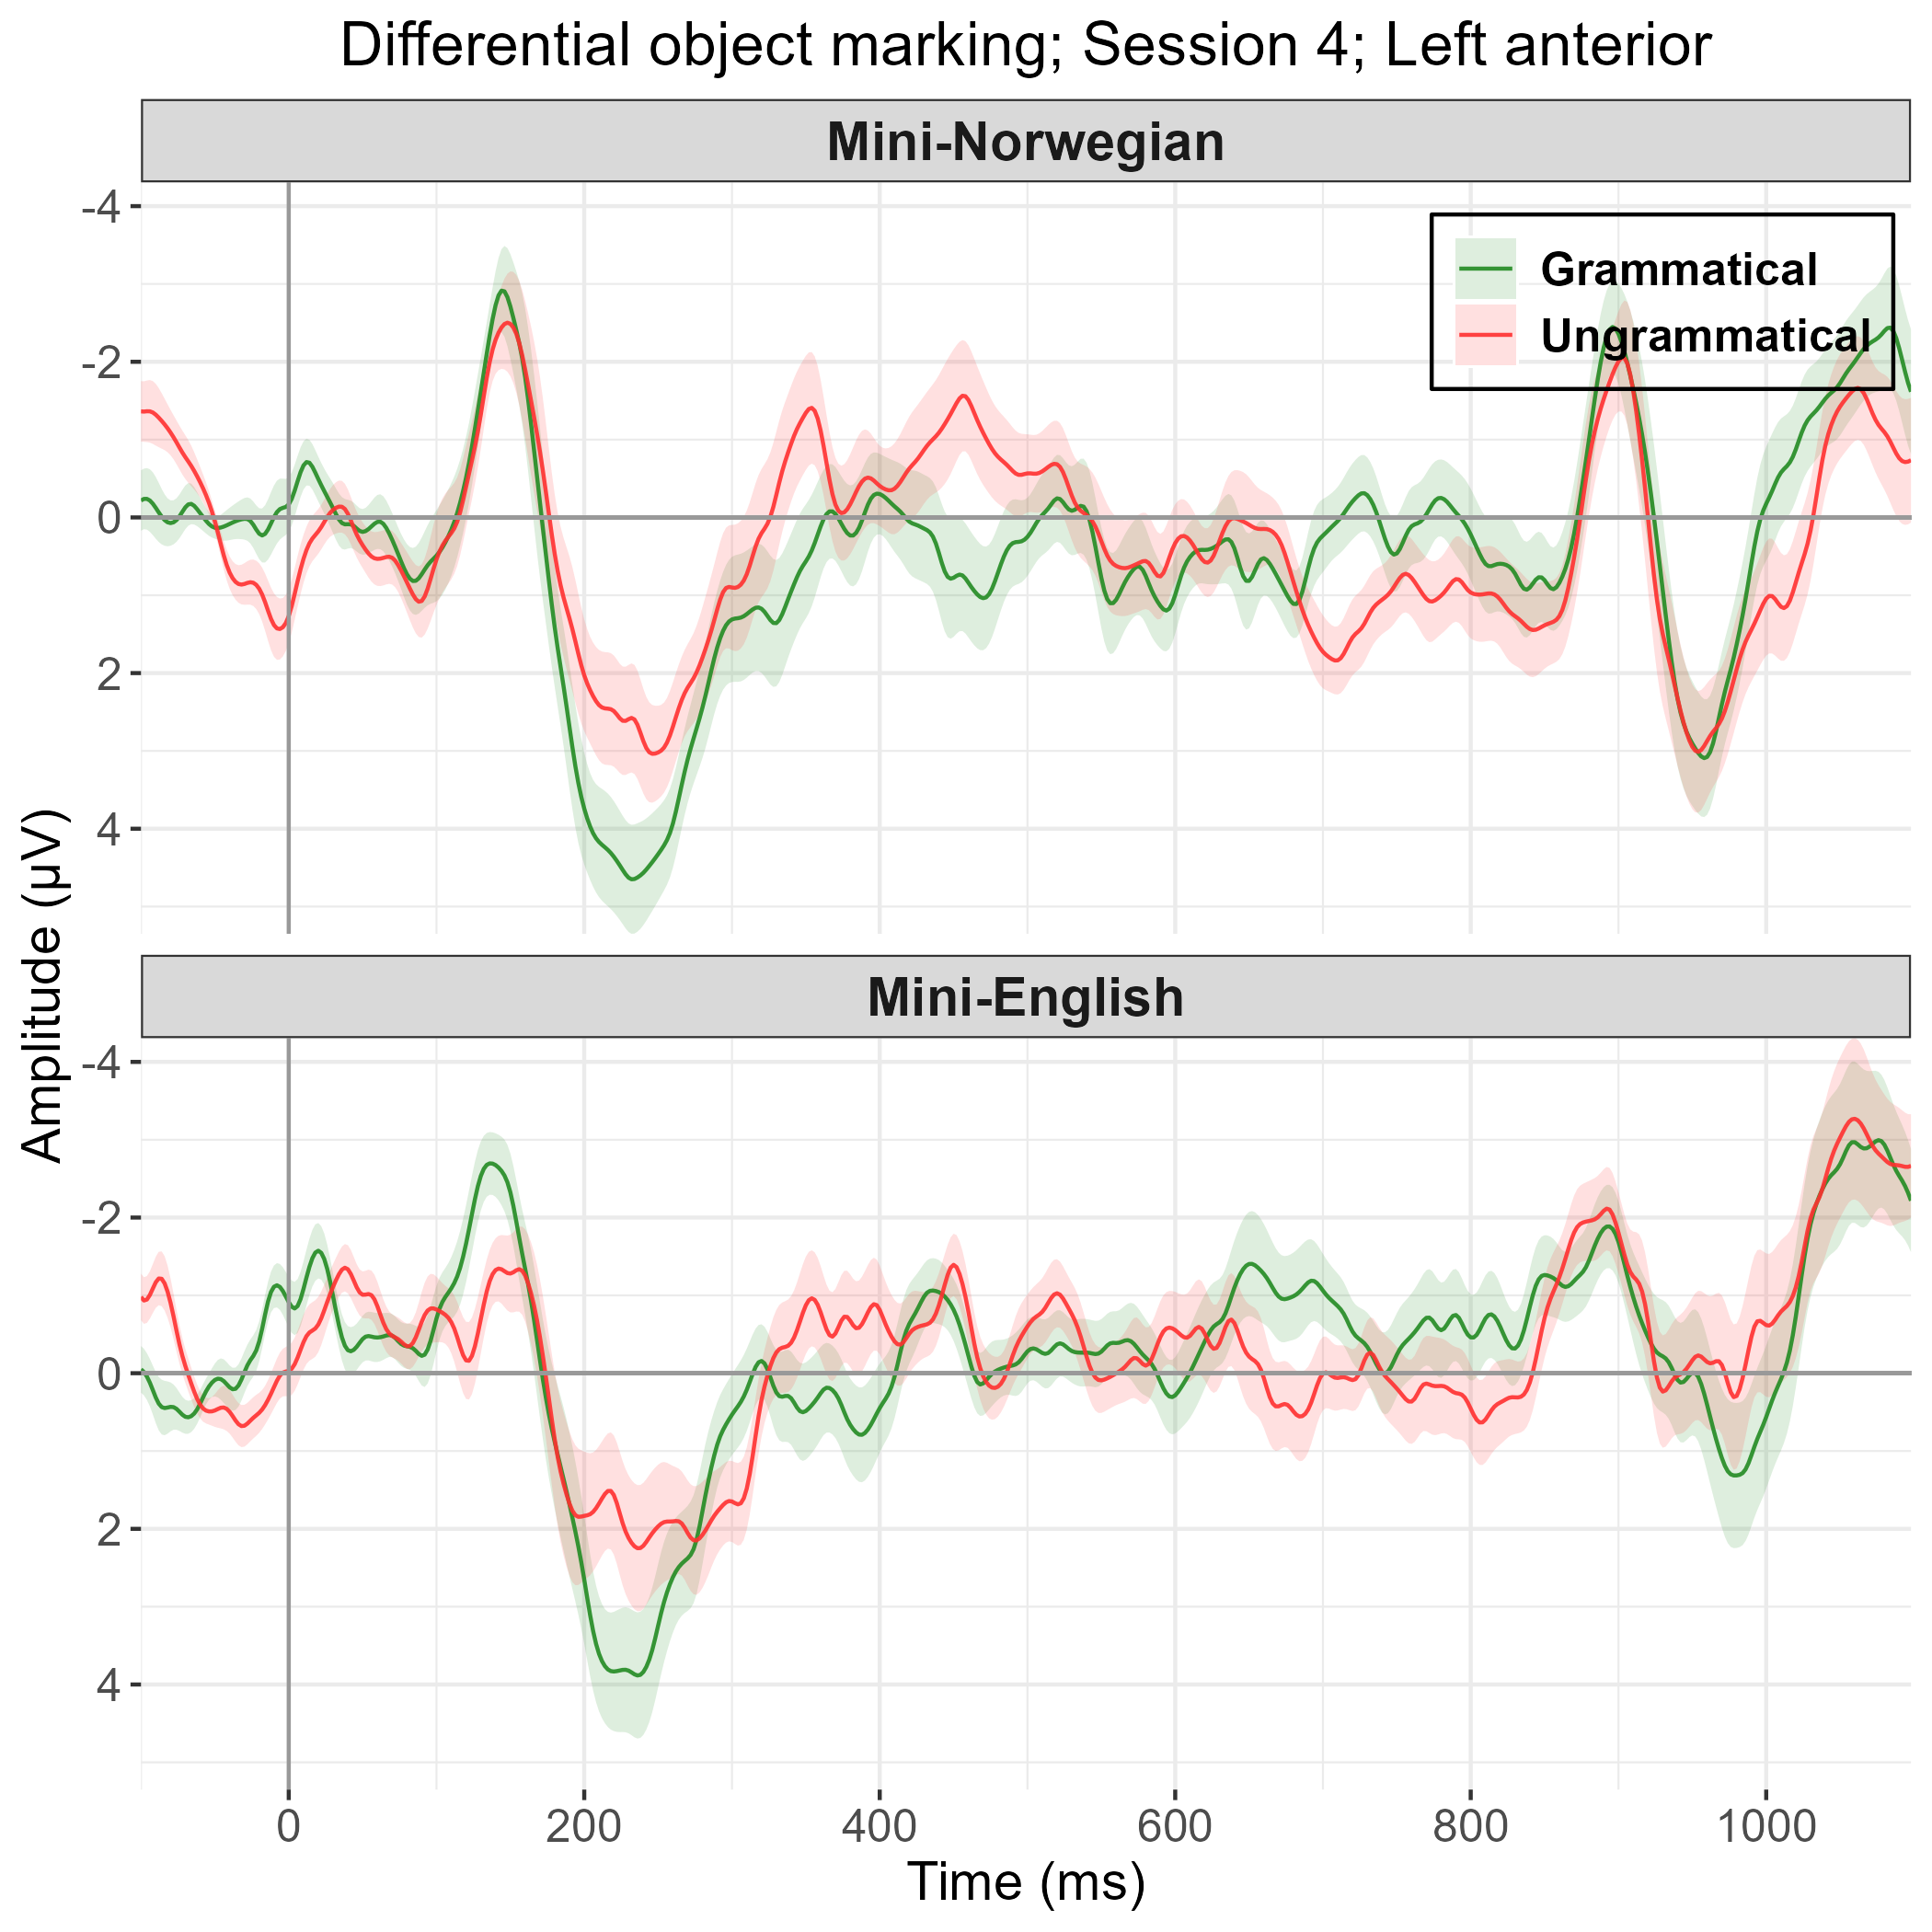 Differential object marking; Session 4; Left anterior
Mini-Norwegian
-4
-2
0
2
4
Grammatical
Ungrammatical
Amplitude (µV)
Mini-English
-4
-2
0
2
4
0 200 400 600 800 1000
Time (ms)